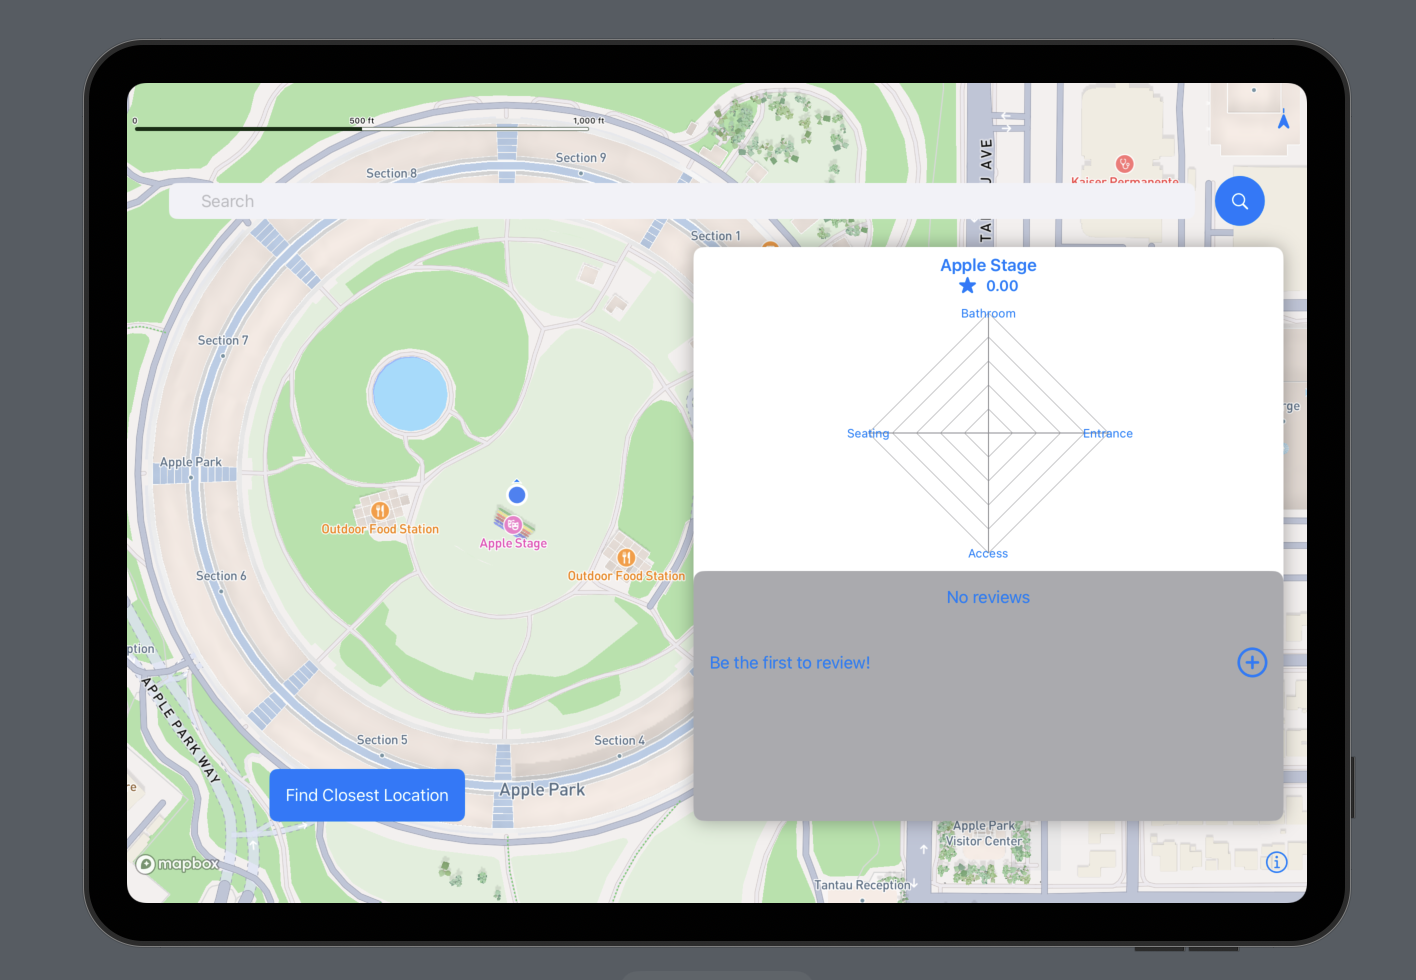 0
500 ft
1,000 ft
Section 9
Section 8
Kaiser Permanente
Search
Section 1
AVE
Apple Stage
0.00
Bathroom
Section 7
Seating
Entrance
Apple Park
Outdoor Food Station
Apple Stage
Access
Outdoor Food Station
Section 6
No reviews
Be the first to review!
APPLE PARK WAY
Section 5
Section 4
Find Closest Location
Apple Park
Apple Park
Visitor Center
mapbox
Tantau Reception